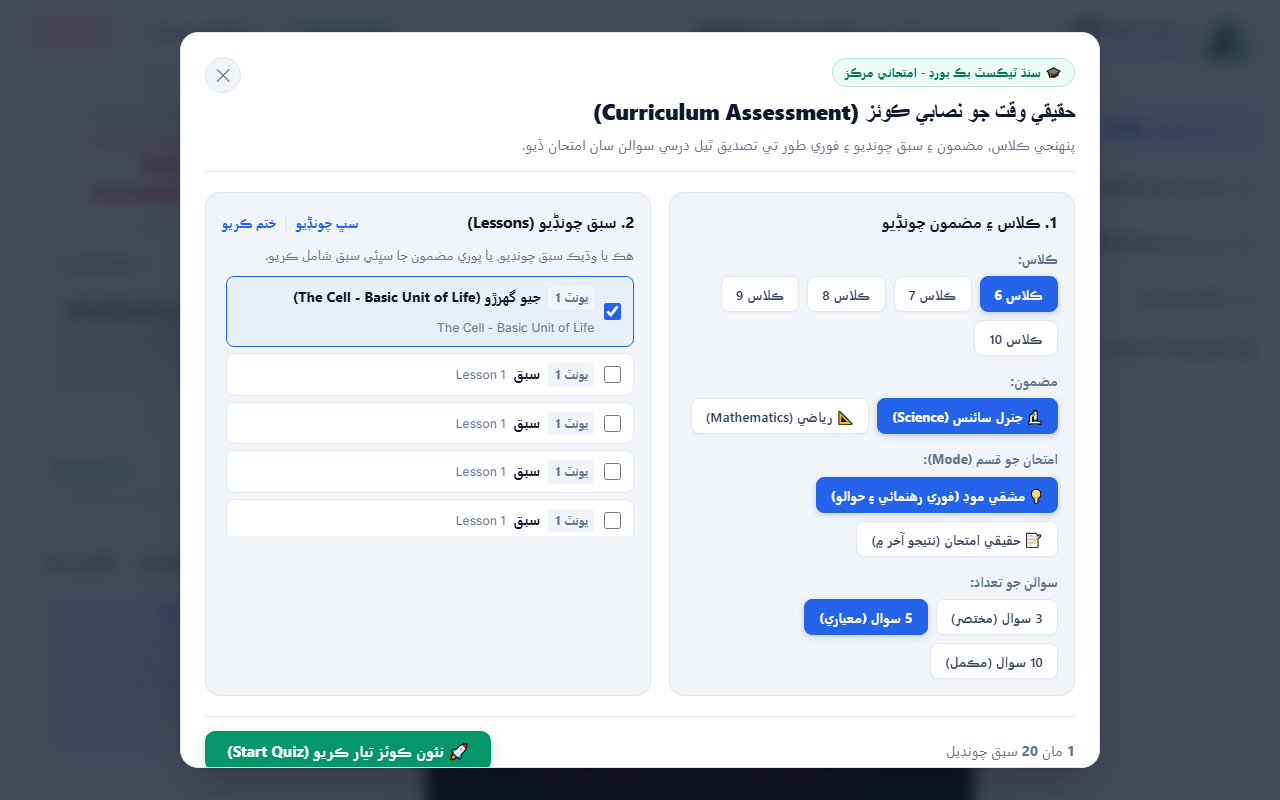 🎓 سنڌ ٽيڪسٽ بڪ بورڊ - امتحاني مرڪز
حقيقي وقت جو نصابي ڪوئز (Curriculum Assessment)
پنهنجي ڪلاس، مضمون ۽ سبق چونڊيو ۽ فوري طور تي تصديق ٿيل درسي سوالن سان امتحان ڏيو.
1. ڪلاس ۽ مضمون چونڊيو
ڪلاس:
ڪلاس 6
ڪلاس 7
ڪلاس 8
ڪلاس 9
ڪلاس 10
مضمون:
🔬 جنرل سائنس (Science)
📐 رياضي (Mathematics)
امتحان جو قسم (Mode):
💡 مشقي موڊ (فوري رهنمائي ۽ حوالو)
📝 حقيقي امتحان (نتيجو آخر ۾)
سوالن جو تعداد:
3 سوال (مختصر)
5 سوال (معياري)
10 سوال (مڪمل)
2. سبق چونڊيو (Lessons)
سڀ چونڊيو
ختم ڪريو
هڪ يا وڌيڪ سبق چونڊيو يا پوري مضمون جا سڀئي سبق شامل ڪريو.
يونٽ 1 جيو گهرڙو (The Cell - Basic Unit of Life)
The Cell - Basic Unit of Life
يونٽ 1 سبق Lesson 1
يونٽ 1 سبق Lesson 1
يونٽ 1 سبق Lesson 1
يونٽ 1 سبق Lesson 1
1 مان 20 سبق چونڊيل
🚀 نئون ڪوئز تيار ڪريو (Start Quiz)